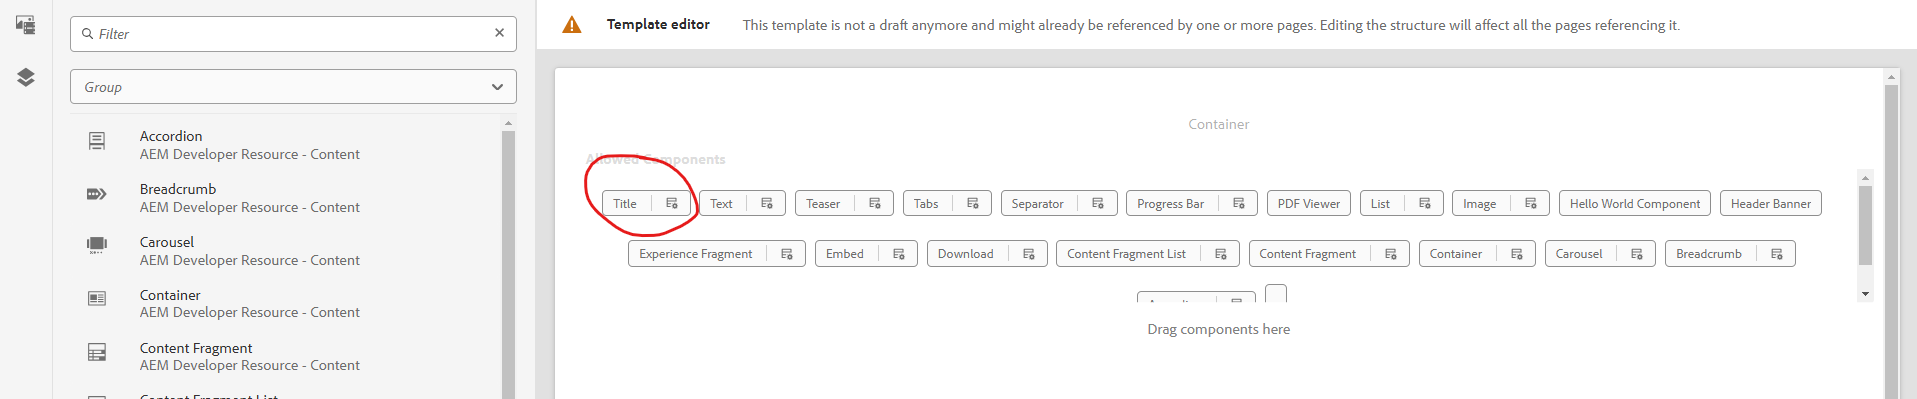 Filter
Group
Accordion
AEM Developer Resource - Content
Breadcrumb
AEM Developer Resource - Content
Carousel
AEM Developer Resource - Content
Container
AEM Developer Resource - Content
Content Fragment
AEM Developer Resource - Content
Content Fragment List
Template editor This template is not a draft anymore and might already be referenced by one or more pages. Editing the structure will affect all the pages referencing it.
Container
Allowed Components
Title Text Teaser Tabs Separator Progress Bar PDF Viewer List Image Hello World Component Header Banner
Experience Fragment Embed Download Content Fragment List Content Fragment Container Carousel Breadcrumb
Drag components here